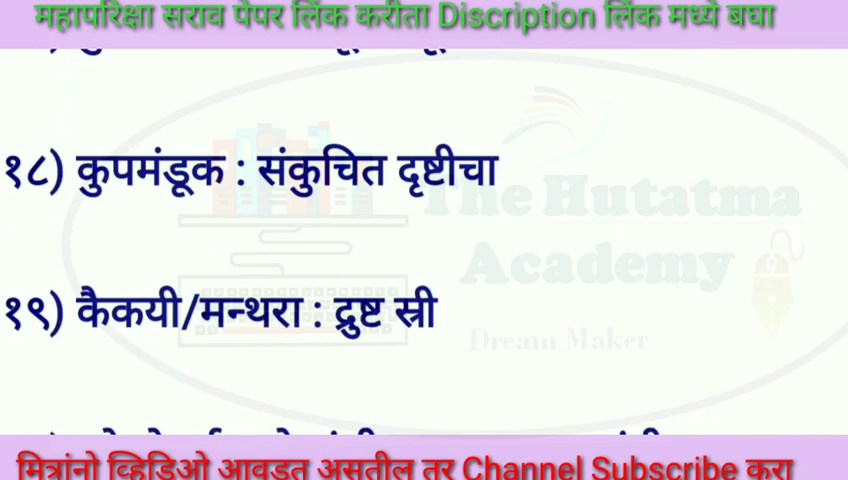 महापरिक्षा सराव पेपर लिंक करीता Discription लिंक मध्ये बघा
१८) कुपमंडूक : संकुचित दृष्टीचा
The Hutatma
Academy
१९) कैकयी/मन्थरा : द्रुष्ट स्री
Dream Maker
मित्रांनो व्हिडिओ आवडत असतील तर Channel Subscribe करा